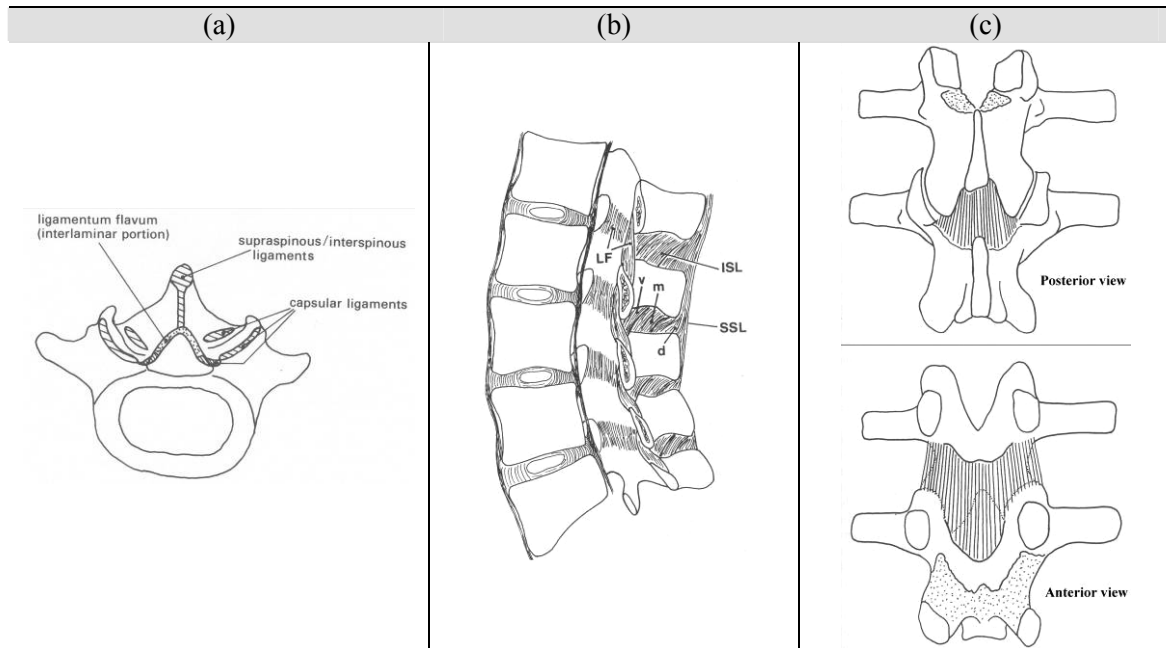 (a)
(b)
(c)
ligamentum flavum
(interlaminar portion)
supraspinous/interspinous
ligaments
capsular ligaments
LF
ISL
v
m
SSL
d
Posterior view
Anterior view